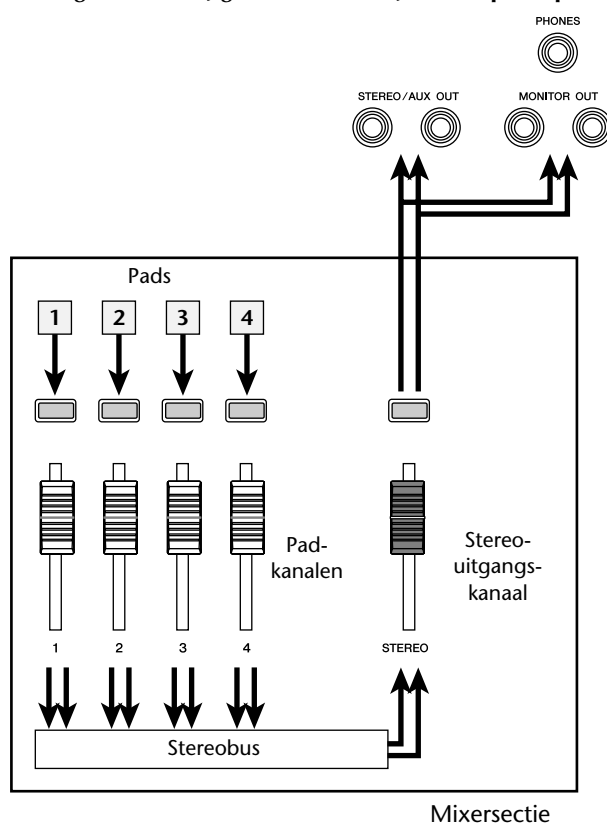 PHONES
STEREO/AUX OUT
MONITOR OUT
Pads
1 2 3 4
Pad-
kanalen
Stereo-
uitgangs-
kanaal
1 2 3 4 STEREO
Stereobus
Mixersectie